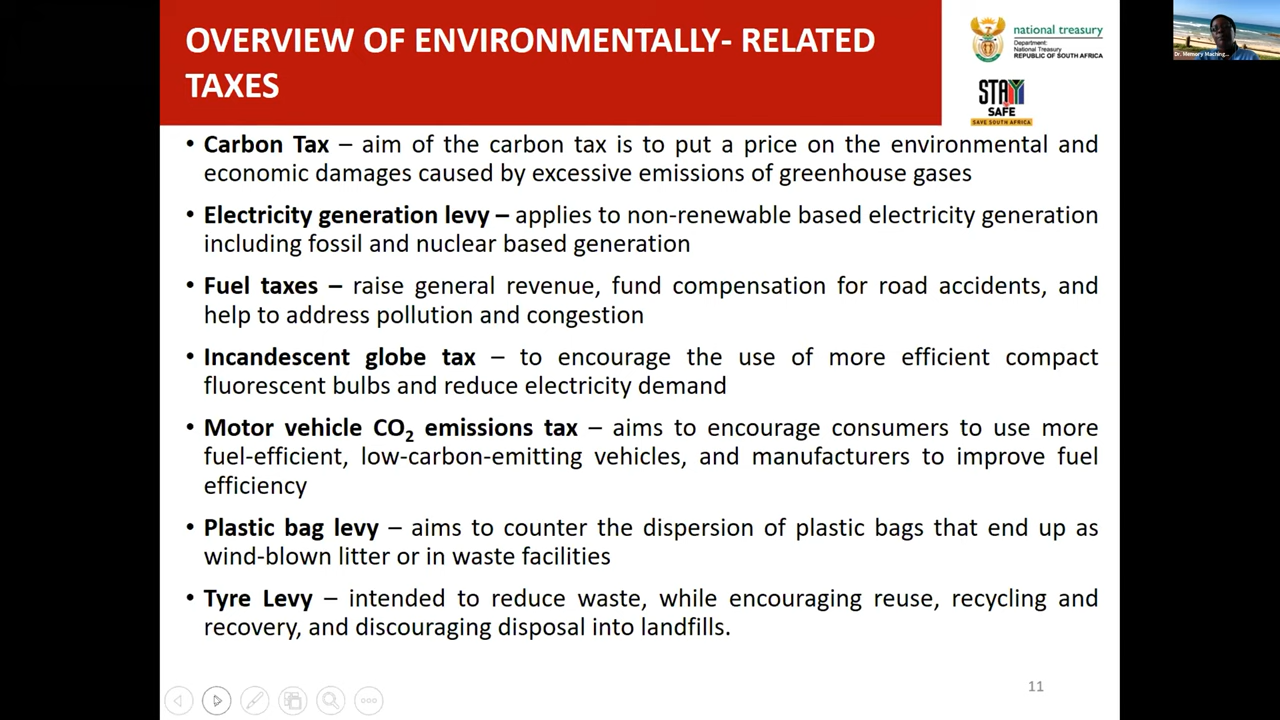 OVERVIEW OF ENVIRONMENTALLY- RELATED
TAXES
national treasury
Department:
National Treasury
REPUBLIC OF SOUTH AFRICA
STAY
SAFE
SAVE SOUTH AFRICA
Dr. Memory Maching...
• Carbon Tax – aim of the carbon tax is to put a price on the environmental and
economic damages caused by excessive emissions of greenhouse gases
• Electricity generation levy – applies to non-renewable based electricity generation
including fossil and nuclear based generation
• Fuel taxes – raise general revenue, fund compensation for road accidents, and
help to address pollution and congestion
• Incandescent globe tax – to encourage the use of more efficient compact
fluorescent bulbs and reduce electricity demand
• Motor vehicle CO₂ emissions tax – aims to encourage consumers to use more
fuel-efficient, low-carbon-emitting vehicles, and manufacturers to improve fuel
efficiency
• Plastic bag levy – aims to counter the dispersion of plastic bags that end up as
wind-blown litter or in waste facilities
• Tyre Levy – intended to reduce waste, while encouraging reuse, recycling and
recovery, and discouraging disposal into landfills.
11